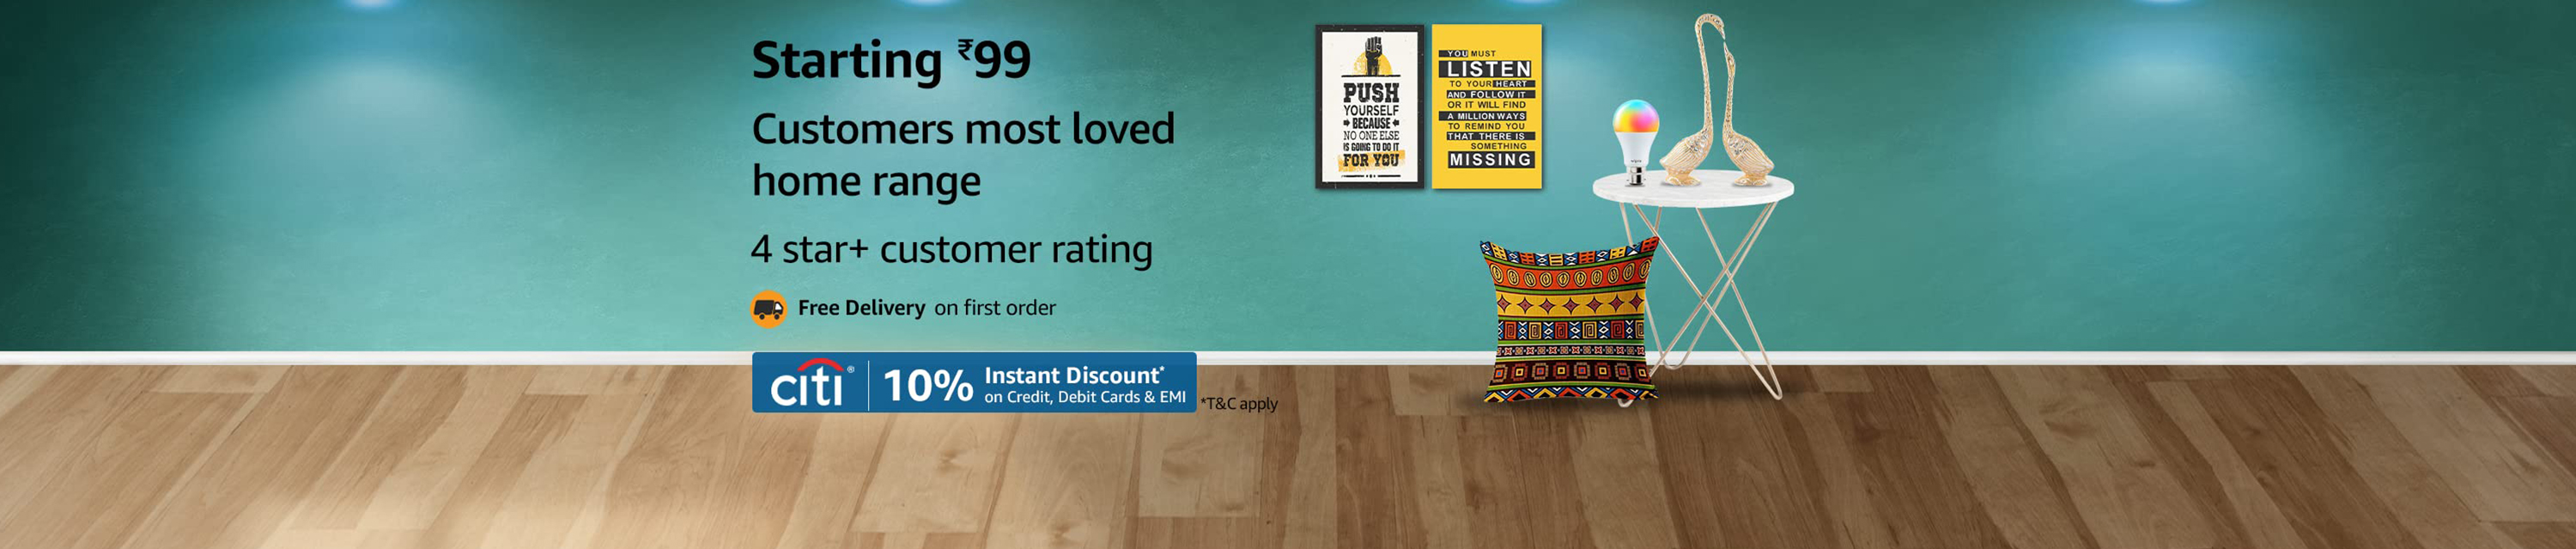 Starting ₹99
Customers most loved
home range
4 star+ customer rating
Free Delivery on first order
citi®
10%
Instant Discount*
on Credit, Debit Cards & EMI
*T&C apply
PUSH
YOURSELF
BECAUSE
NO ONE ELSE
IS GOING TO DO IT
FOR YOU
YOU MUST
LISTEN
TO YOUR HEART
AND FOLLOW IT
OR IT WILL FIND
A MILLION WAYS
TO REMIND YOU
THAT THERE IS
SOMETHING
MISSING